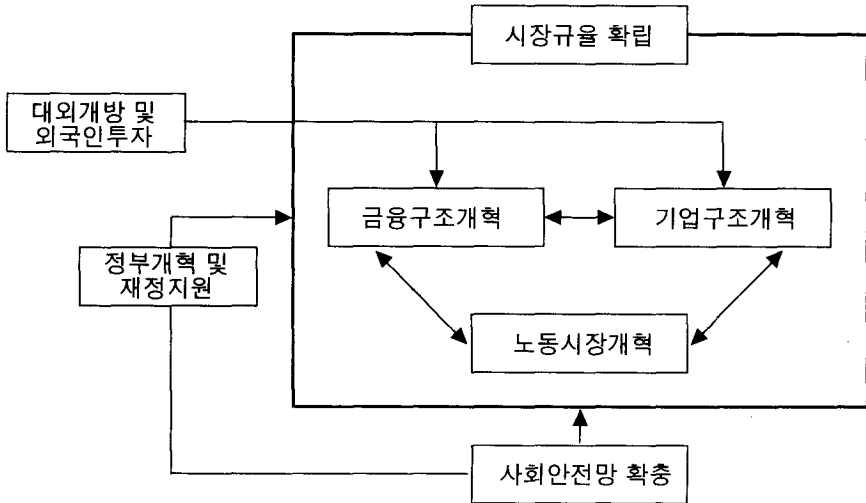 시장규율 확립
대외개방 및
외국인투자
금융구조개혁
기업구조개혁
정부개혁 및
재정지원
노동시장개혁
사회안전망 확충